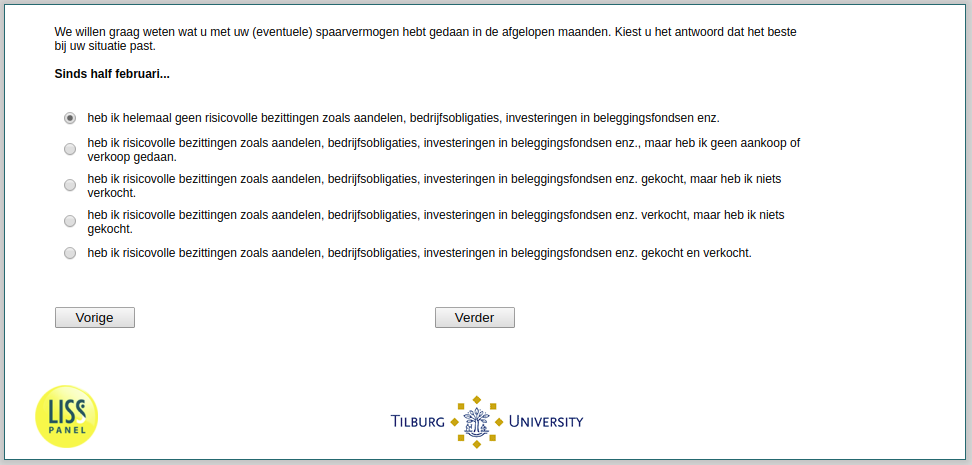 We willen graag weten wat u met uw (eventuele) spaarvermogen hebt gedaan in de afgelopen maanden. Kiest u het antwoord dat het beste
bij uw situatie past.
Sinds half februari...
heb ik helemaal geen risicovolle bezittingen zoals aandelen, bedrijfsobligaties, investeringen in beleggingsfondsen enz.
heb ik risicovolle bezittingen zoals aandelen, bedrijfsobligaties, investeringen in beleggingsfondsen enz., maar heb ik geen aankoop of
verkoop gedaan.
heb ik risicovolle bezittingen zoals aandelen, bedrijfsobligaties, investeringen in beleggingsfondsen enz. gekocht, maar heb ik niets
verkocht.
heb ik risicovolle bezittingen zoals aandelen, bedrijfsobligaties, investeringen in beleggingsfondsen enz. verkocht, maar heb ik niets
gekocht.
heb ik risicovolle bezittingen zoals aandelen, bedrijfsobligaties, investeringen in beleggingsfondsen enz. gekocht en verkocht.
Vorige Verder
LISS
PANEL
TILBURG UNIVERSITY